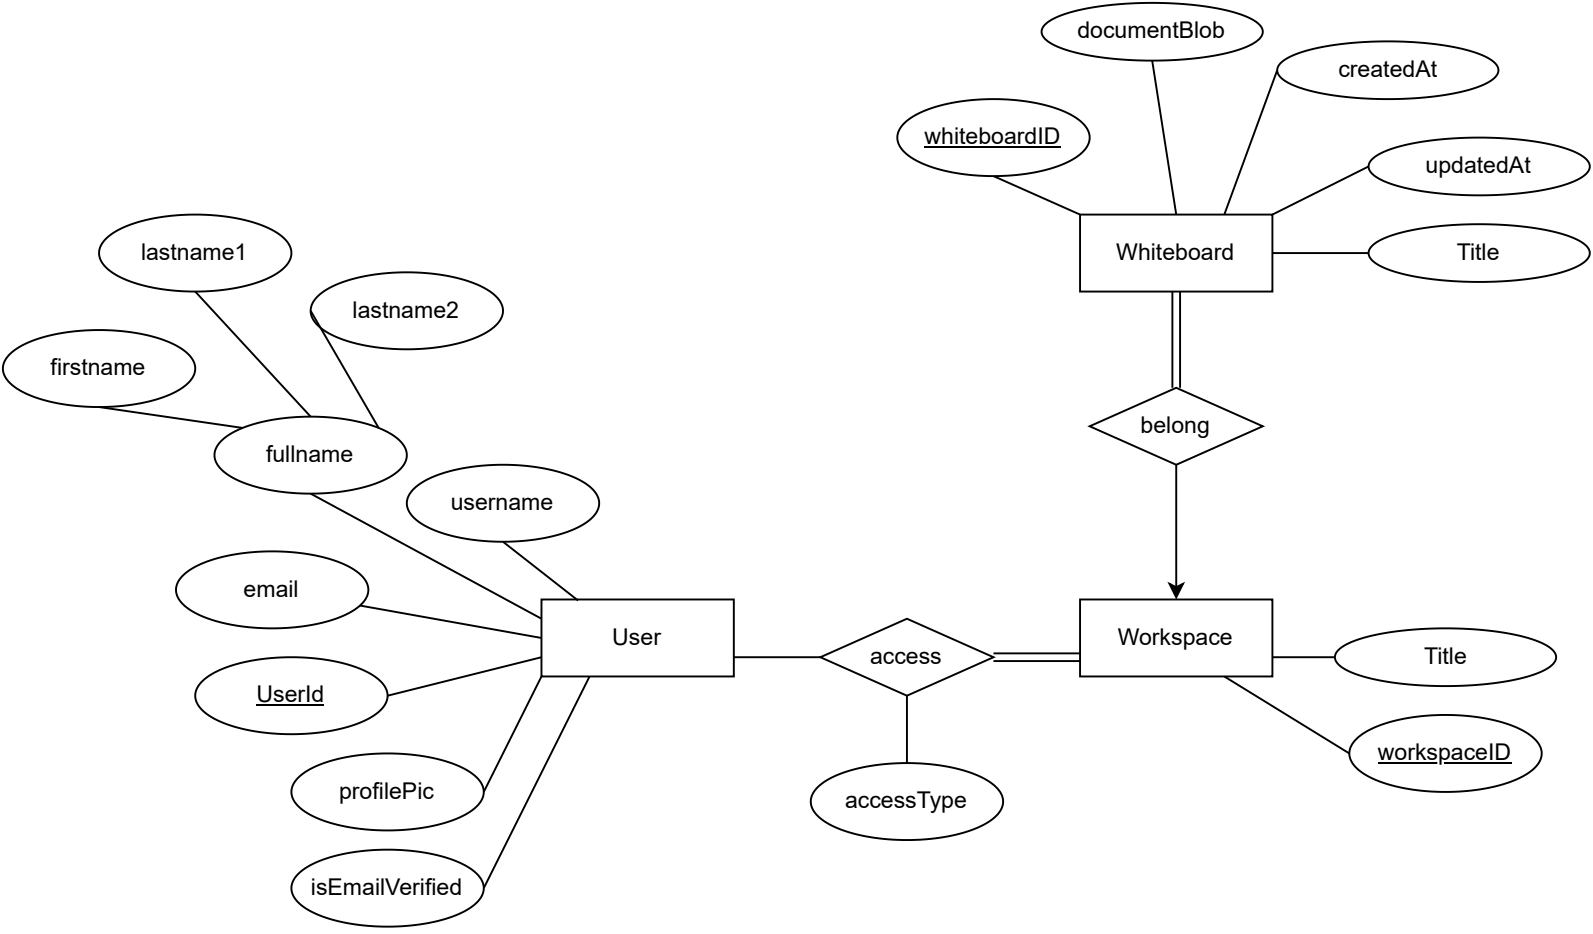 documentBlob
createdAt
whiteboardID
updatedAt
Whiteboard
Title
lastname1
lastname2
firstname
belong
fullname
username
email
User
access
Workspace
Title
UserId
workspaceID
profilePic
accessType
isEmailVerified